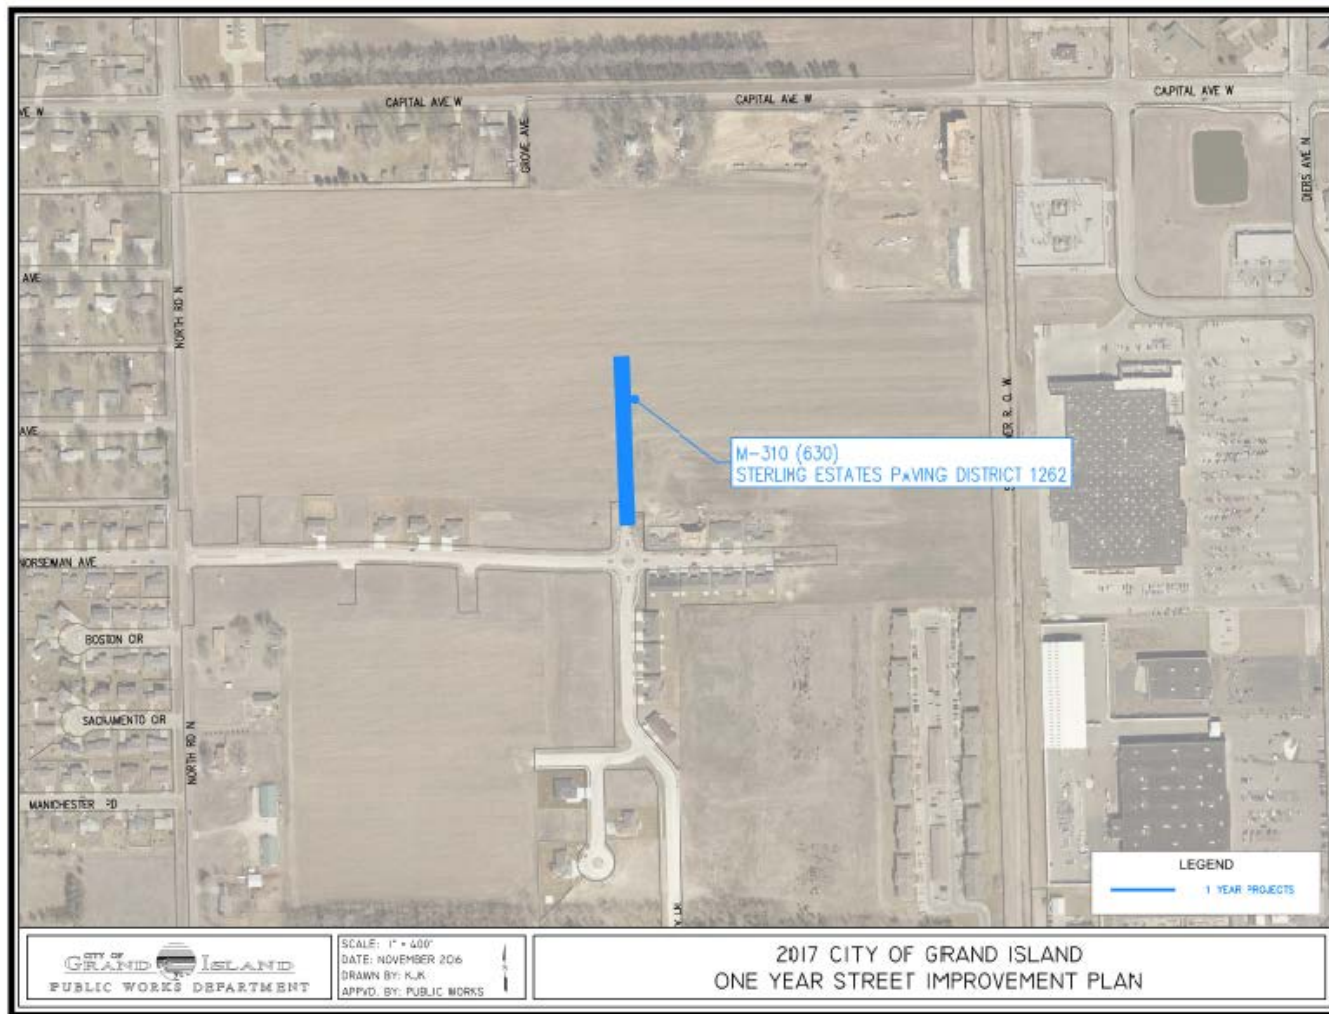 CAPITAL AVE W
CAPITAL AVE W
CAPITAL AVE W
VE W
GROVE AVE
DIERS AVE N
AVE
NORTH RD N
AVE
M-310 (630)
STERLING ESTATES PAVING DISTRICT 1262
R. O. W.
NORSEMAN AVE
BOSTON CIR
SACRAMENTO CIR
NORTH RD N
MANCHESTER RD
LEGEND
1 YEAR PROJECTS
CITY OF
GRAND ISLAND
PUBLIC WORKS DEPARTMENT
SCALE: 1" = 400'
DATE: NOVEMBER 2016
DRAWN BY: KJK
APPVD. BY: PUBLIC WORKS
2017 CITY OF GRAND ISLAND
ONE YEAR STREET IMPROVEMENT PLAN